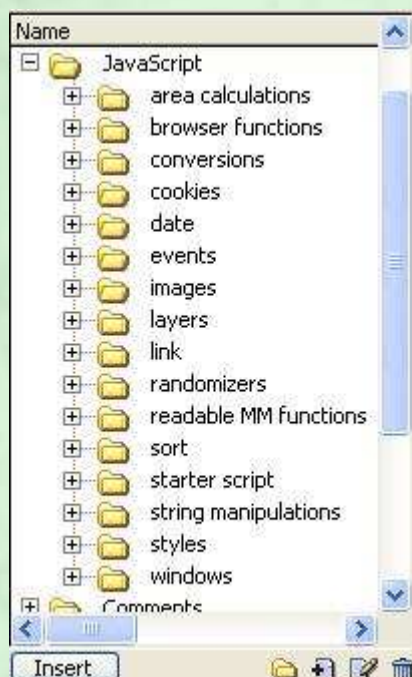 Name
JavaScript
area calculations
browser functions
conversions
cookies
date
events
images
layers
link
randomizers
readable MM functions
sort
starter script
string manipulations
styles
windows
Comments
Insert